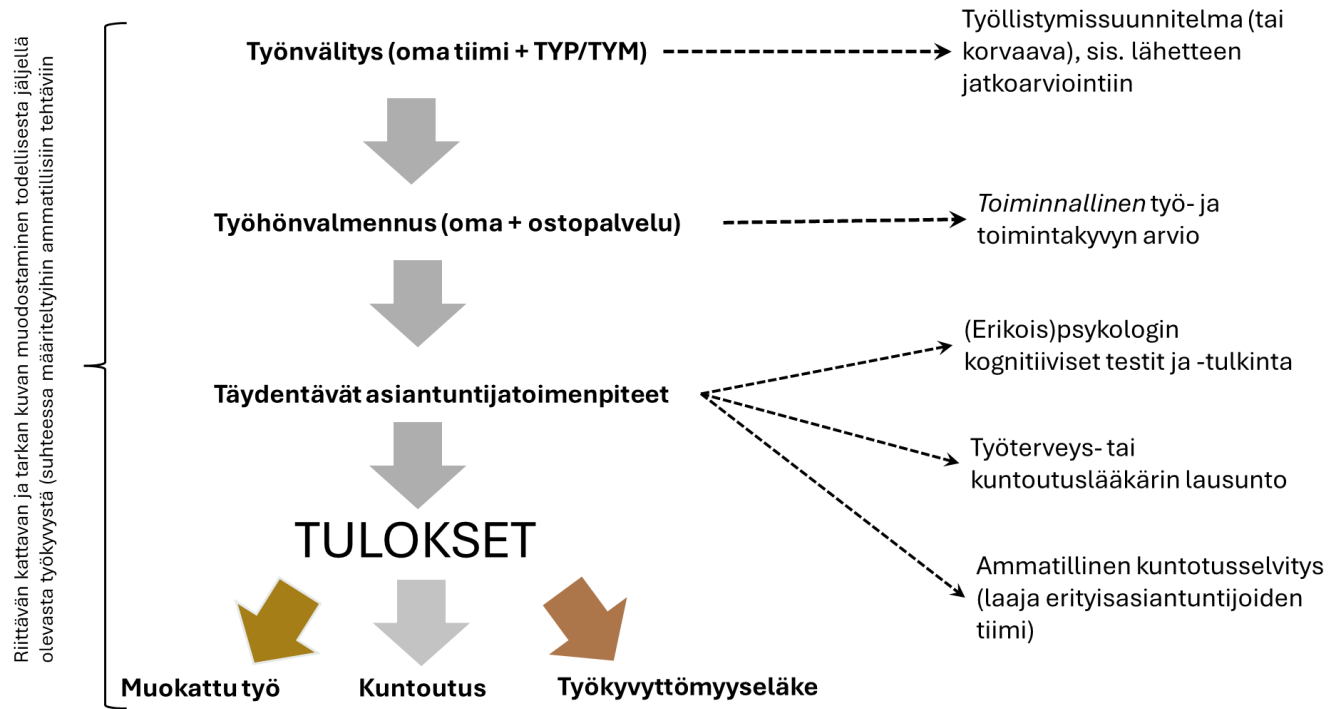 Riittävän kattavan ja tarkan kuvan muodostaminen todellisesta jäljellä
olevasta työkyvystä (suhteessa määriteltyihin ammatillisiin tehtäviin
Työnvälitys (oma tiimi + TYP/TYM)
Työllistymissuunnitelma (tai
korvaava), sis. lähetteen
jatkoarviointiin
Työhönvalmennus (oma + ostopalvelu)
Toiminnallinen työ- ja
toimintakyvyn arvio
Täydentävät asiantuntijatoimenpiteet
(Erikois)psykologin
kognitiiviset testit ja -tulkinta
Työterveys- tai
kuntoutuslääkärin lausunto
Ammatillinen kuntotusselvitys
(laaja erityisasiantuntijoiden
tiimi)
TULOKSET
Muokattu työ
Kuntoutus
Työkyvyttömyyseläke